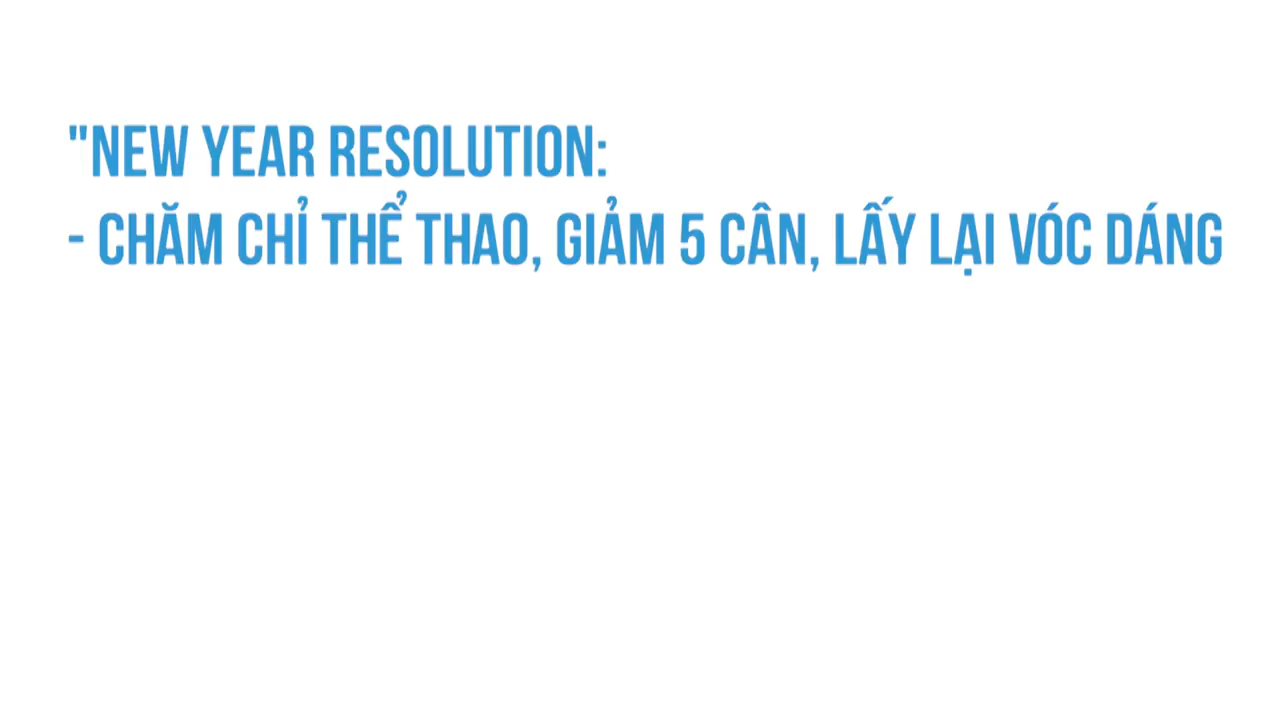 "NEW YEAR RESOLUTION:
- CHĂM CHỈ THỂ THAO, GIẢM 5 CÂN, LẤY LẠI VÓC DÁNG